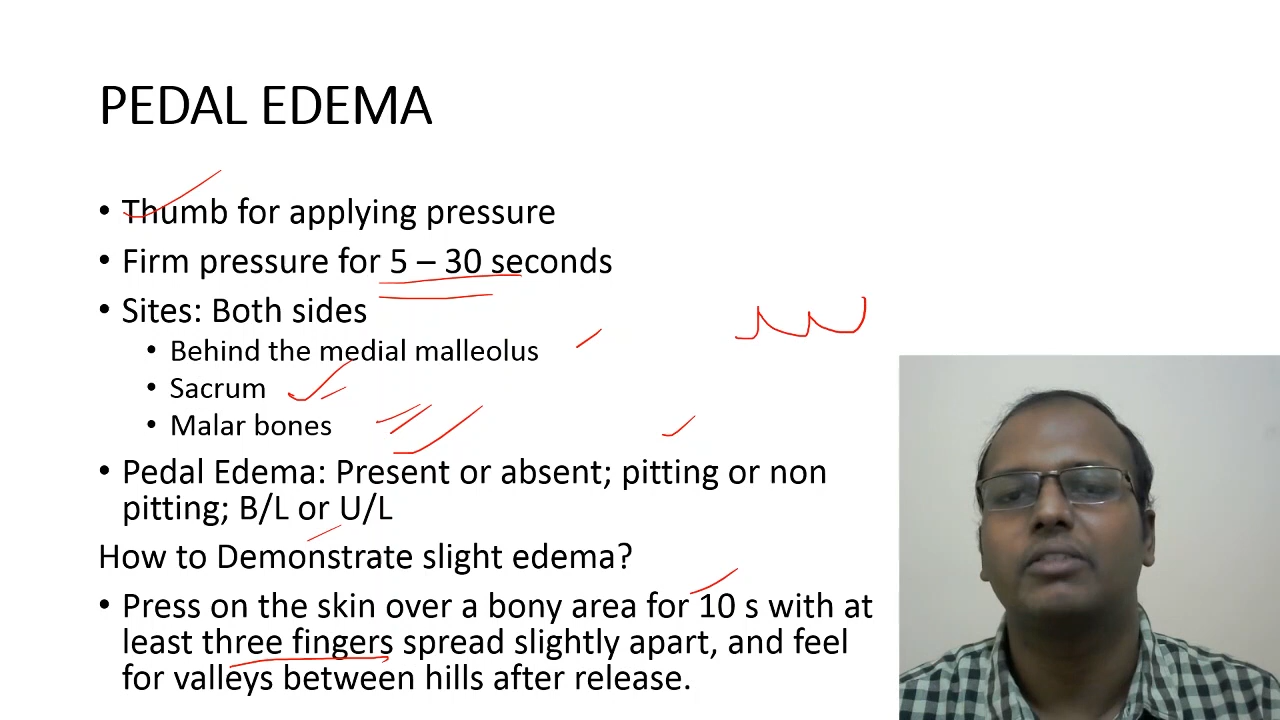 PEDAL EDEMA
• Thumb for applying pressure
• Firm pressure for 5 – 30 seconds
• Sites: Both sides
• Behind the medial malleolus
• Sacrum
• Malar bones
• Pedal Edema: Present or absent; pitting or non
pitting; B/L or U/L
How to Demonstrate slight edema?
• Press on the skin over a bony area for 10 s with at
least three fingers spread slightly apart, and feel
for valleys between hills after release.